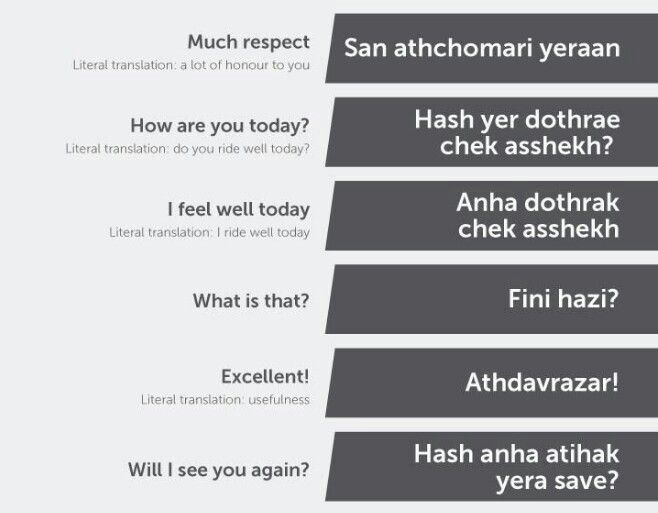 Much respect
Literal translation: a lot of honour to you
San athchomari yeraan
How are you today?
Literal translation: do you ride well today?
Hash yer dothrae
chek asshekh?
I feel well today
Literal translation: I ride well today
Anha dothrak
chek asshekh
What is that?
Fini hazi?
Excellent!
Literal translation: usefulness
Athdavrazar!
Will I see you again?
Hash anha atihak
yera save?